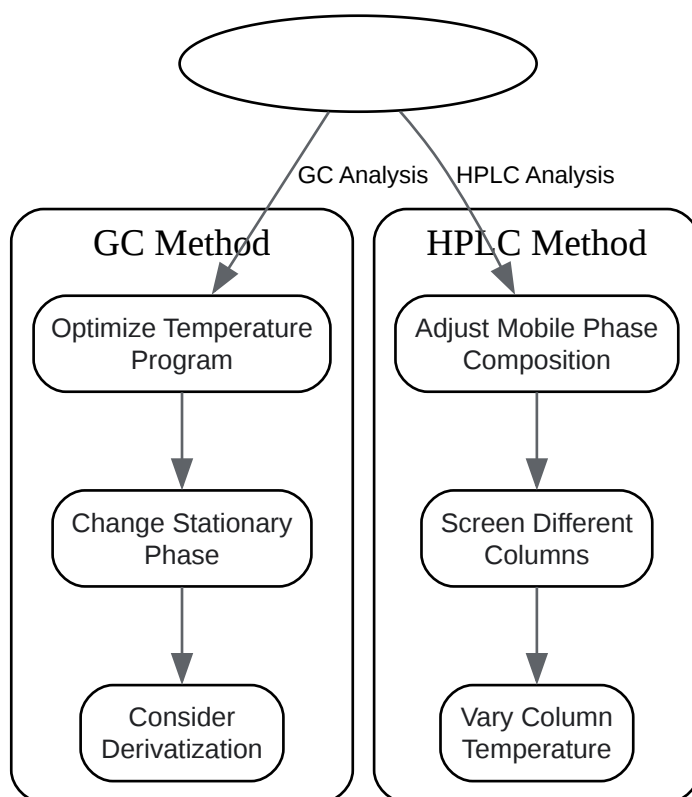 GC Analysis
HPLC Analysis
GC Method
HPLC Method
Optimize Temperature
Program
Adjust Mobile Phase
Composition
Change Stationary
Phase
Screen Different
Columns
Consider
Derivatization
Vary Column
Temperature